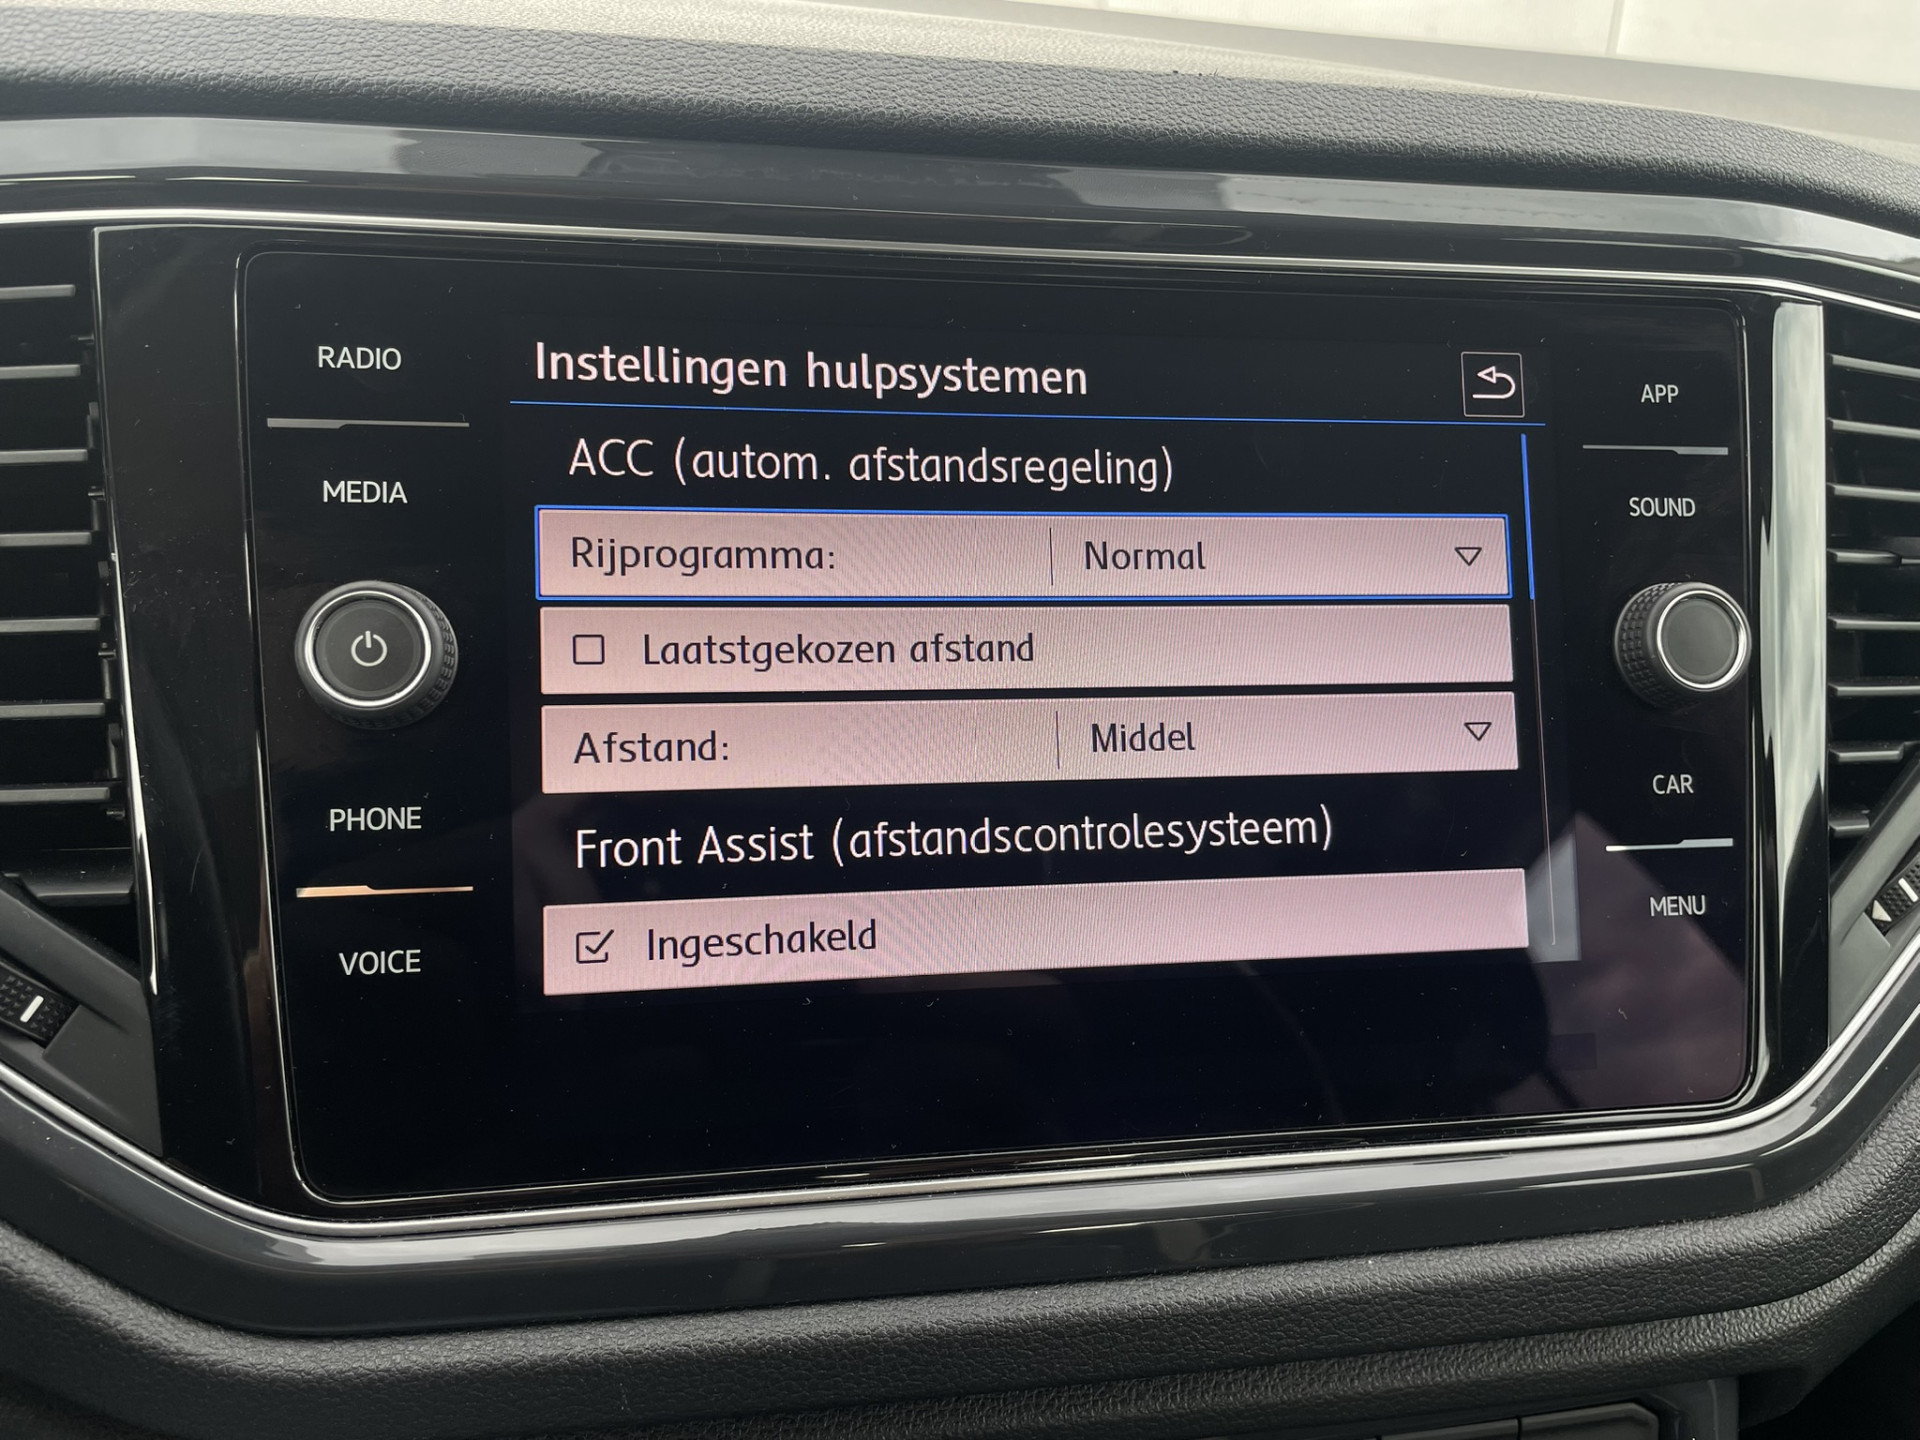 RADIO
MEDIA
PHONE
VOICE
Instellingen hulpsystemen
ACC (autom. afstandsregeling)
Rijprogramma: Normal
Laatstgekozen afstand
Afstand: Middel
Front Assist (afstandscontrolesysteem)
Ingeschakeld
APP
SOUND
CAR
MENU